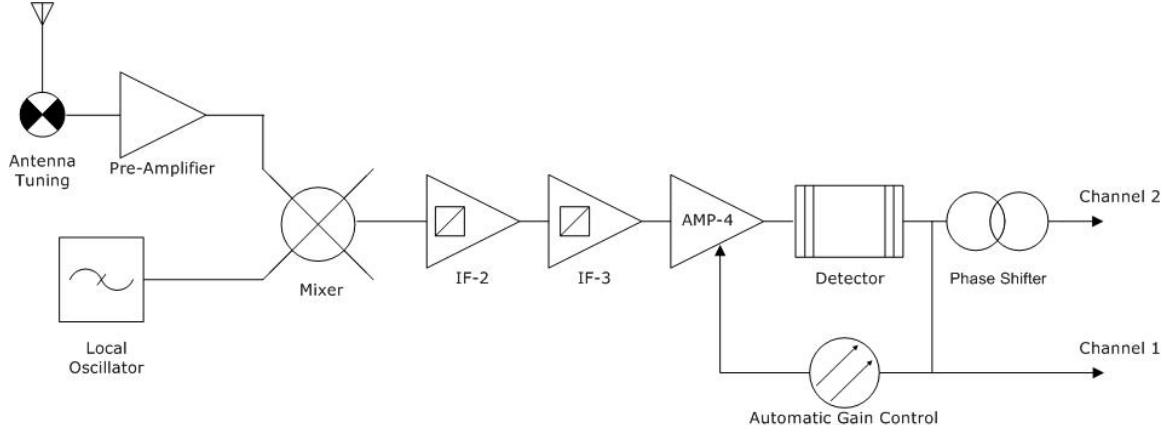 Antenna
Tuning
Pre-Amplifier
Local
Oscillator
Mixer
IF-2
IF-3
AMP-4
Detector
Phase Shifter
Channel 2
Channel 1
Automatic Gain Control